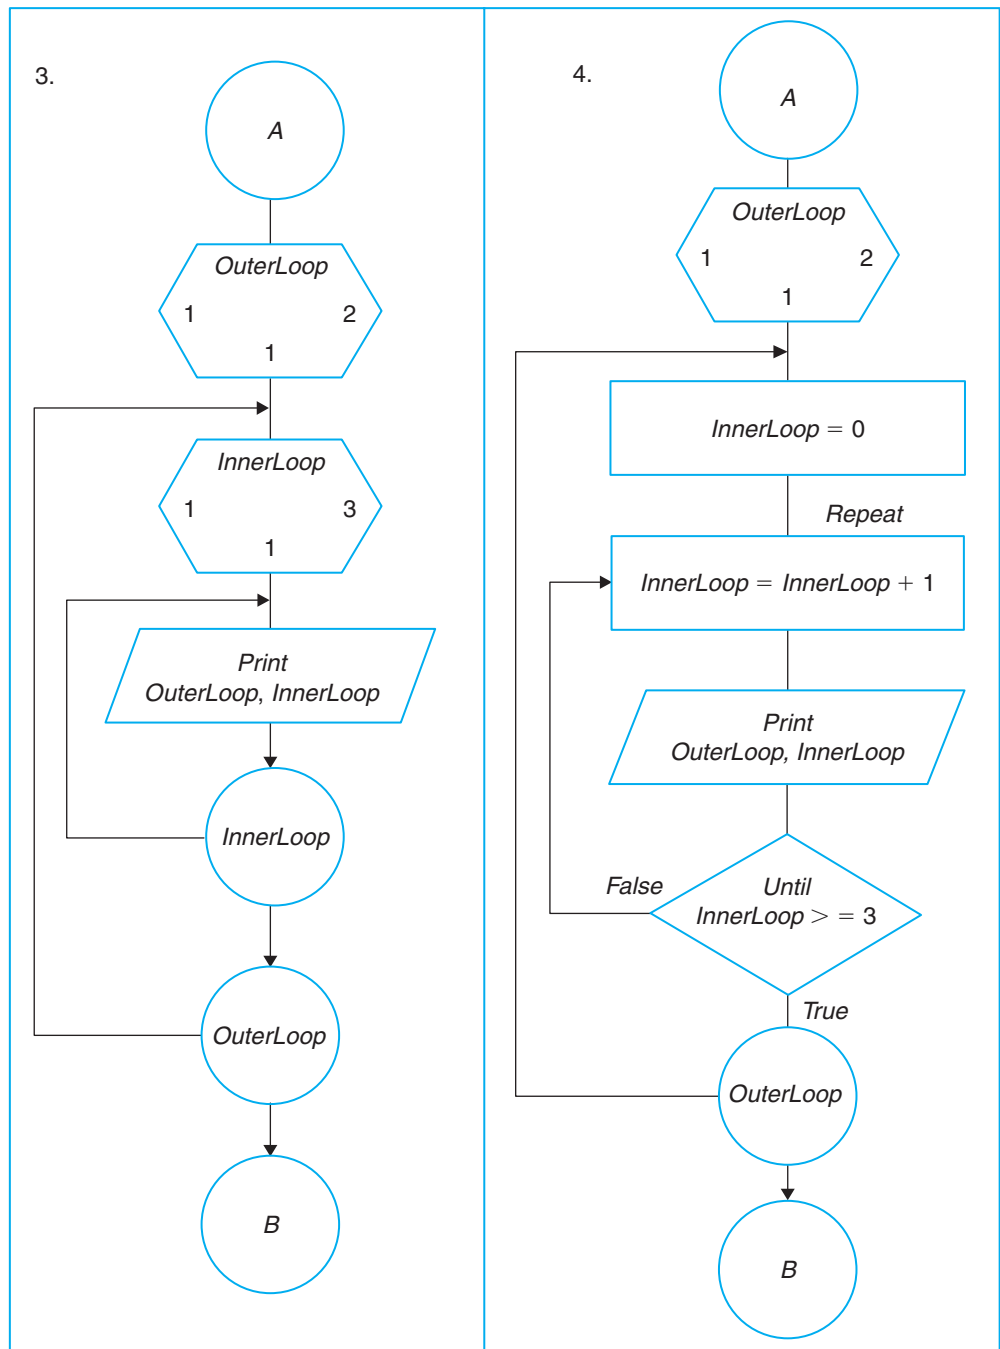 3.
A
OuterLoop
1 2
1
InnerLoop
1 3
1
Print
OuterLoop, InnerLoop
InnerLoop
OuterLoop
B
4.
A
OuterLoop
1 2
1
InnerLoop = 0
Repeat
InnerLoop = InnerLoop + 1
Print
OuterLoop, InnerLoop
False
Until
InnerLoop > = 3
True
OuterLoop
B